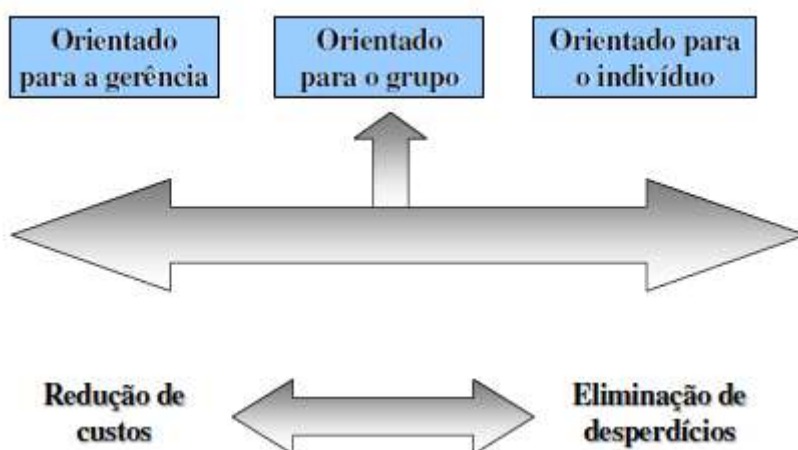 Orientado
para a gerência
Orientado
para o grupo
Orientado para
o indivíduo
Redução de
custos
Eliminação de
desperdícios